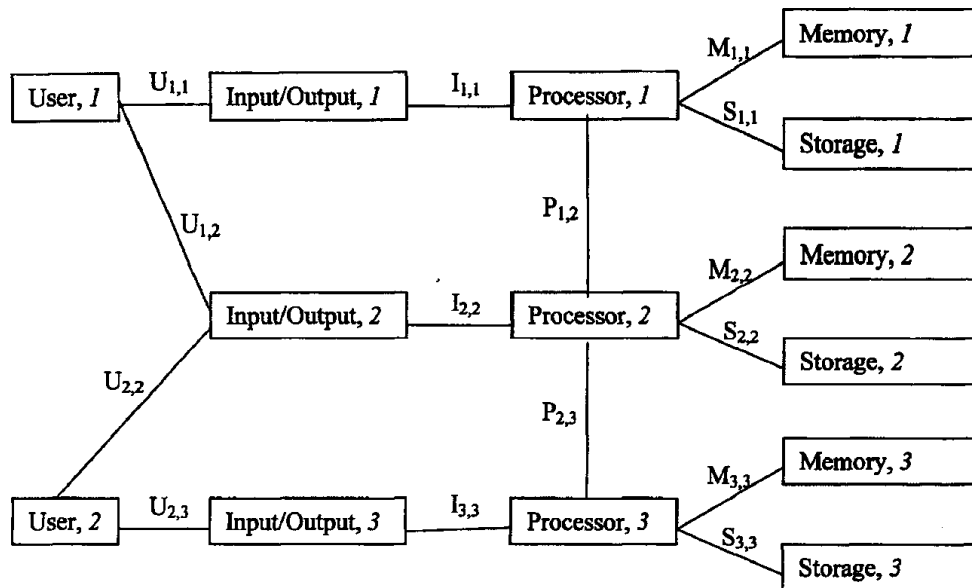 Memory, 1
M1,1
U1,1
I1,1
User, 1
Input/Output, 1
Processor, 1
S1,1
Storage, 1
P1,2
U1,2
Memory, 2
M2,2
Input/Output, 2
I2,2
Processor, 2
S2,2
Storage, 2
U2,2
P2,3
Memory, 3
M3,3
U2,3
I3,3
User, 2
Input/Output, 3
Processor, 3
S3,3
Storage, 3